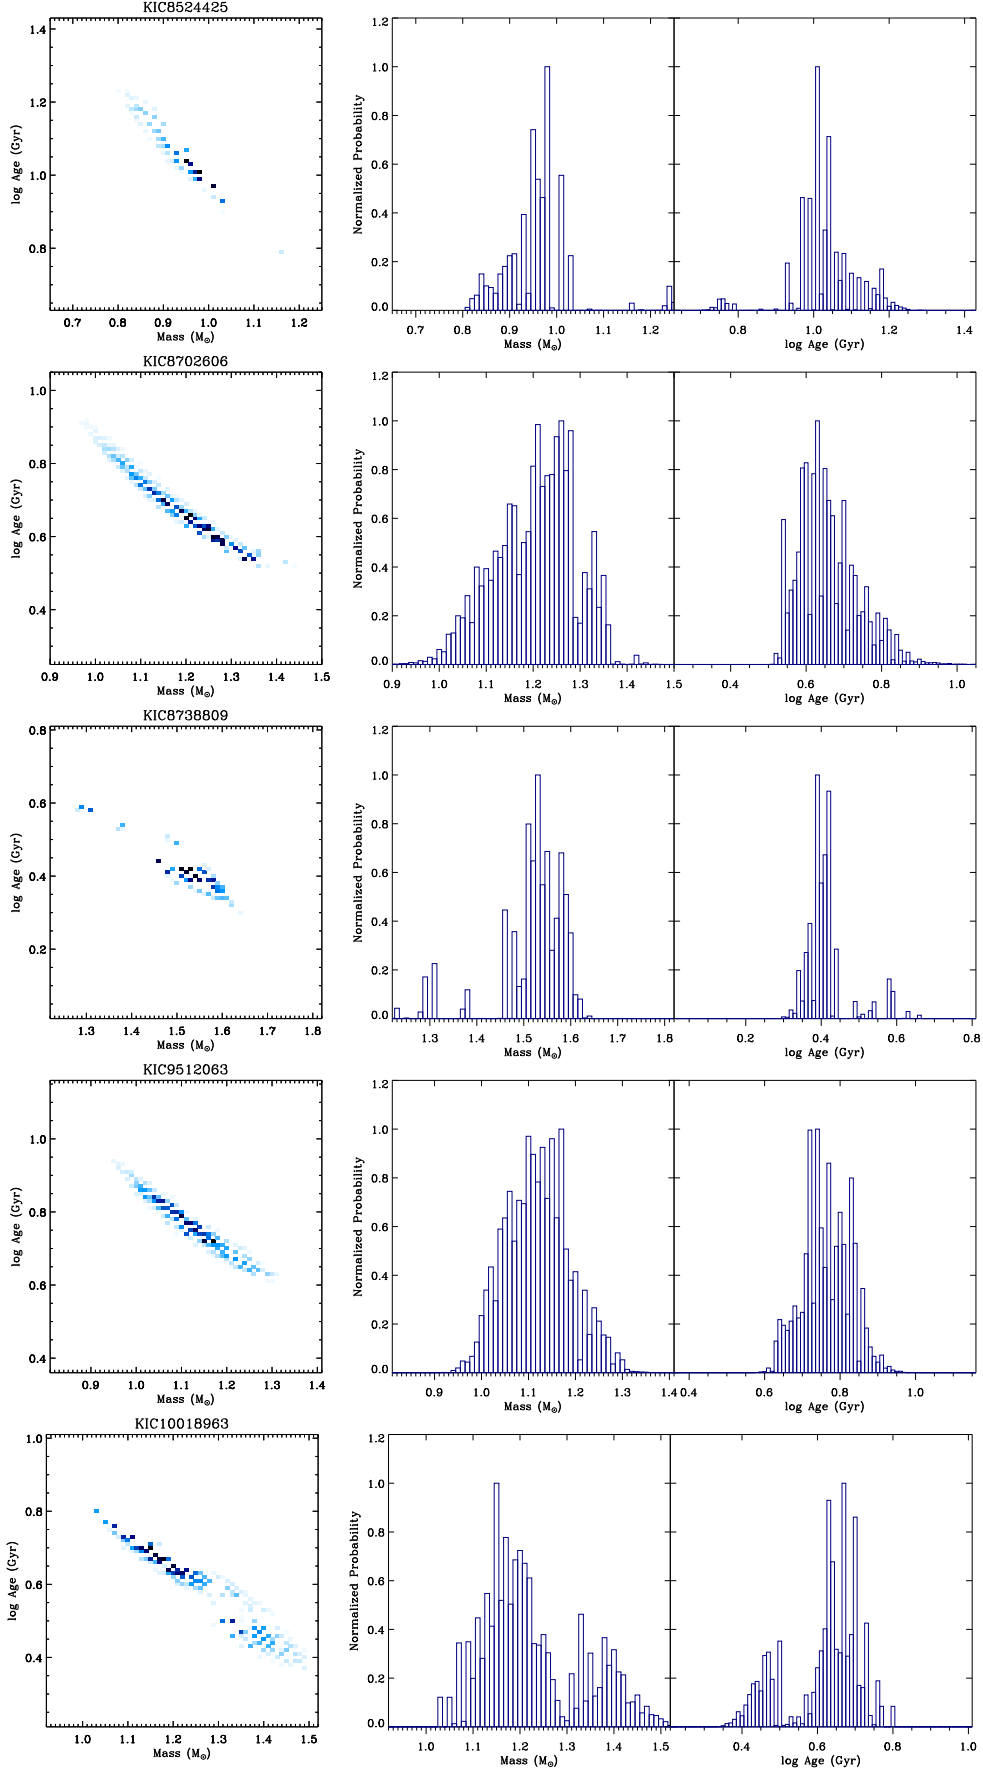 KIC8524425
1.4
1.2
1.0
0.8
log Age (Gyr)
0.7 0.8 0.9 1.0 1.1 1.2
Mass (M⊙)
1.2
1.0
0.8
0.6
0.4
0.2
0.0
Normalized Probability
0.7 0.8 0.9 1.0 1.1 1.2
Mass (M⊙)
0.8 1.0 1.2 1.4
log Age (Gyr)
KIC8702606
1.0
0.8
0.6
0.4
log Age (Gyr)
1.0 1.1 1.2 1.3 1.4 1.5
Mass (M⊙)
1.2
1.0
0.8
0.6
0.4
0.2
0.0
Normalized Probability
0.9 1.0 1.1 1.2 1.3 1.4 1.5
Mass (M⊙)
0.4 0.6 0.8 1.0
log Age (Gyr)
KIC8738809
0.8
0.6
0.4
0.2
log Age (Gyr)
1.3 1.4 1.5 1.6 1.7 1.8
Mass (M⊙)
1.2
1.0
0.8
0.6
0.4
0.2
0.0
Normalized Probability
1.3 1.4 1.5 1.6 1.7 1.8
Mass (M⊙)
0.2 0.4 0.6 0.8
log Age (Gyr)
KIC9512063
1.0
0.8
0.6
0.4
log Age (Gyr)
0.9 1.0 1.1 1.2 1.3 1.4
Mass (M⊙)
1.2
1.0
0.8
0.6
0.4
0.2
0.0
Normalized Probability
0.9 1.0 1.1 1.2 1.3 1.4
Mass (M⊙)
0.4 0.6 0.8 1.0
log Age (Gyr)
KIC10018963
1.0
0.8
0.6
0.4
log Age (Gyr)
1.0 1.1 1.2 1.3 1.4 1.5
Mass (M⊙)
1.2
1.0
0.8
0.6
0.4
0.2
0.0
Normalized Probability
1.0 1.1 1.2 1.3 1.4 1.5
Mass (M⊙)
0.4 0.6 0.8 1.0
log Age (Gyr)